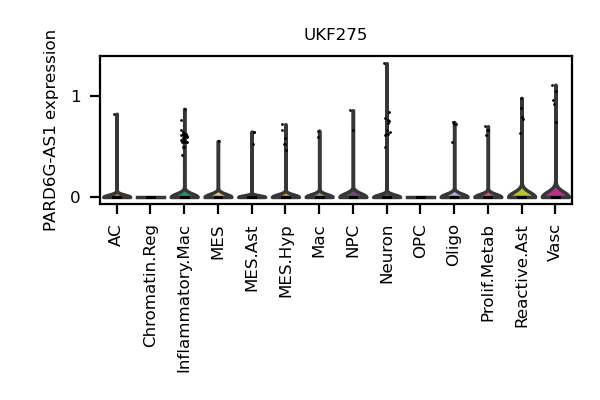 UKF275
PARD6G-AS1 expression
1
0
AC
Chromatin.Reg
Inflammatory.Mac
MES
MES.Ast
MES.Hyp
Mac
NPC
Neuron
OPC
Oligo
Prolif.Metab
Reactive.Ast
Vasc